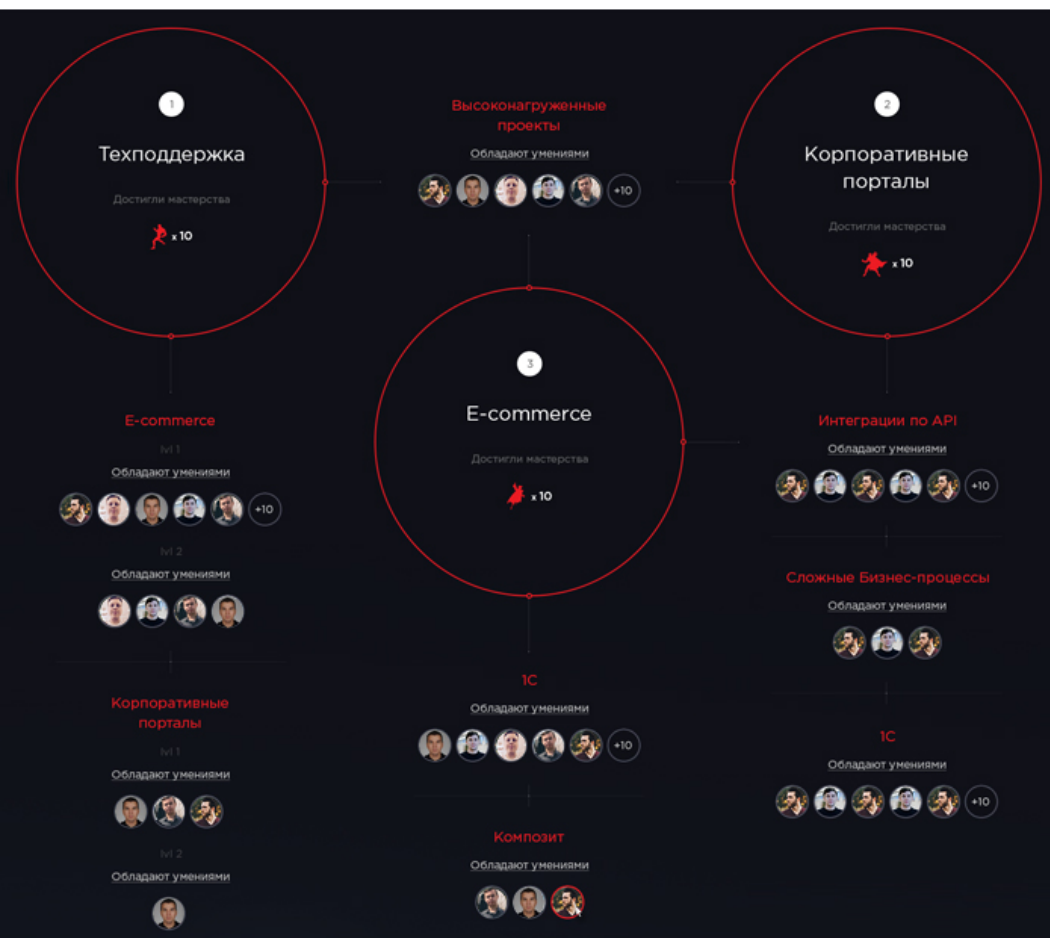 1
Техподдержка
Достигли мастерства
x 10
Высоконагруженные
проекты
Обладают умениями
+10
2
Корпоративные
порталы
Достигли мастерства
x 10
3
E-commerce
Достигли мастерства
x 10
E-commerce
lvl 1
Обладают умениями
+10
lvl 2
Обладают умениями
Корпоративные
порталы
lvl 1
Обладают умениями
lvl 2
Обладают умениями
1С
Обладают умениями
+10
Композит
Обладают умениями
Интеграции по API
Обладают умениями
+10
Сложные Бизнес-процессы
Обладают умениями
1С
Обладают умениями
+10